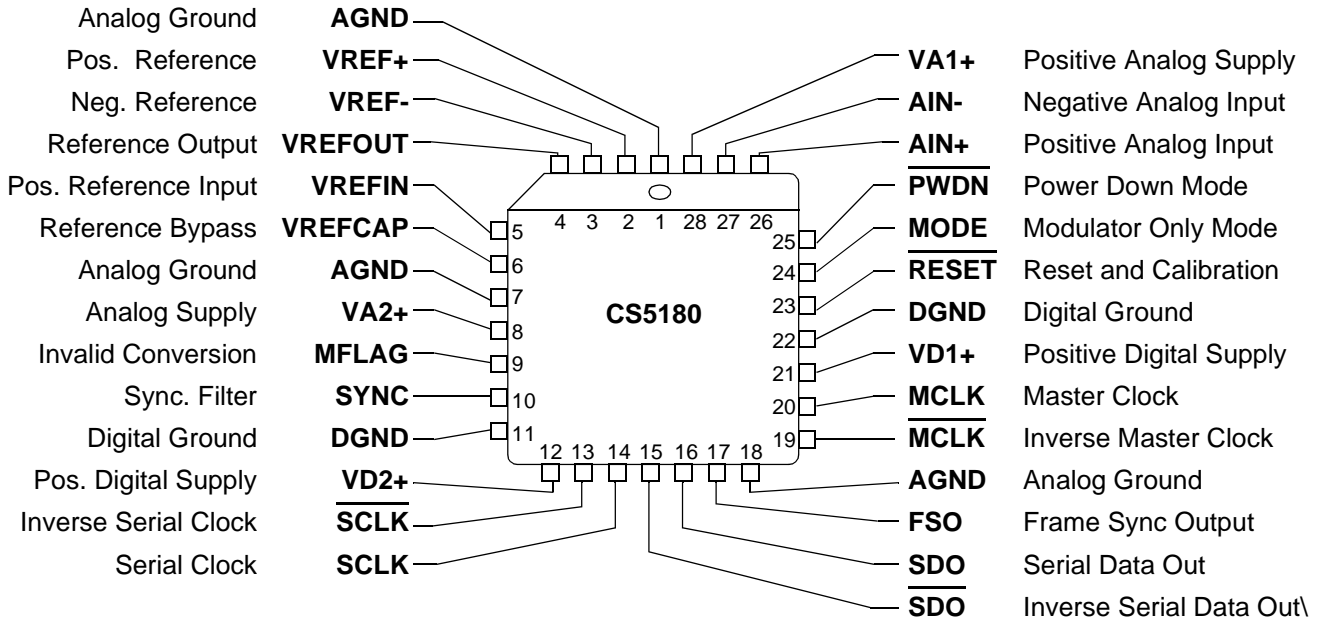 Analog Ground AGND
Pos. Reference VREF+
Neg. Reference VREF-
Reference Output VREFOUT
Pos. Reference Input VREFIN
Reference Bypass VREFCAP
Analog Ground AGND
Analog Supply VA2+
Invalid Conversion MFLAG
Sync. Filter SYNC
Digital Ground DGND
Pos. Digital Supply VD2+
Inverse Serial Clock S̅C̅L̅K̅
Serial Clock SCLK
4 3 2 1 28 27 26
5
6
7
8
9
10
11
CS5180
25
24
23
22
21
20
19
12 13 14 15 16 17 18
VA1+ Positive Analog Supply
AIN- Negative Analog Input
AIN+ Positive Analog Input
P̅W̅D̅N̅ Power Down Mode
MODE Modulator Only Mode
R̅E̅S̅E̅T̅ Reset and Calibration
DGND Digital Ground
VD1+ Positive Digital Supply
MCLK Master Clock
M̅C̅L̅K̅ Inverse Master Clock
AGND Analog Ground
FSO Frame Sync Output
SDO Serial Data Out
S̅D̅O̅ Inverse Serial Data Out\